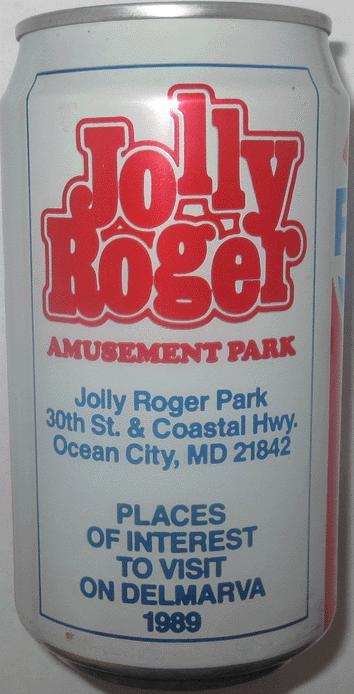 Jolly
Roger
AMUSEMENT PARK
Jolly Roger Park
30th St. & Coastal Hwy.
Ocean City, MD 21842
PLACES
OF INTEREST
TO VISIT
ON DELMARVA
1989